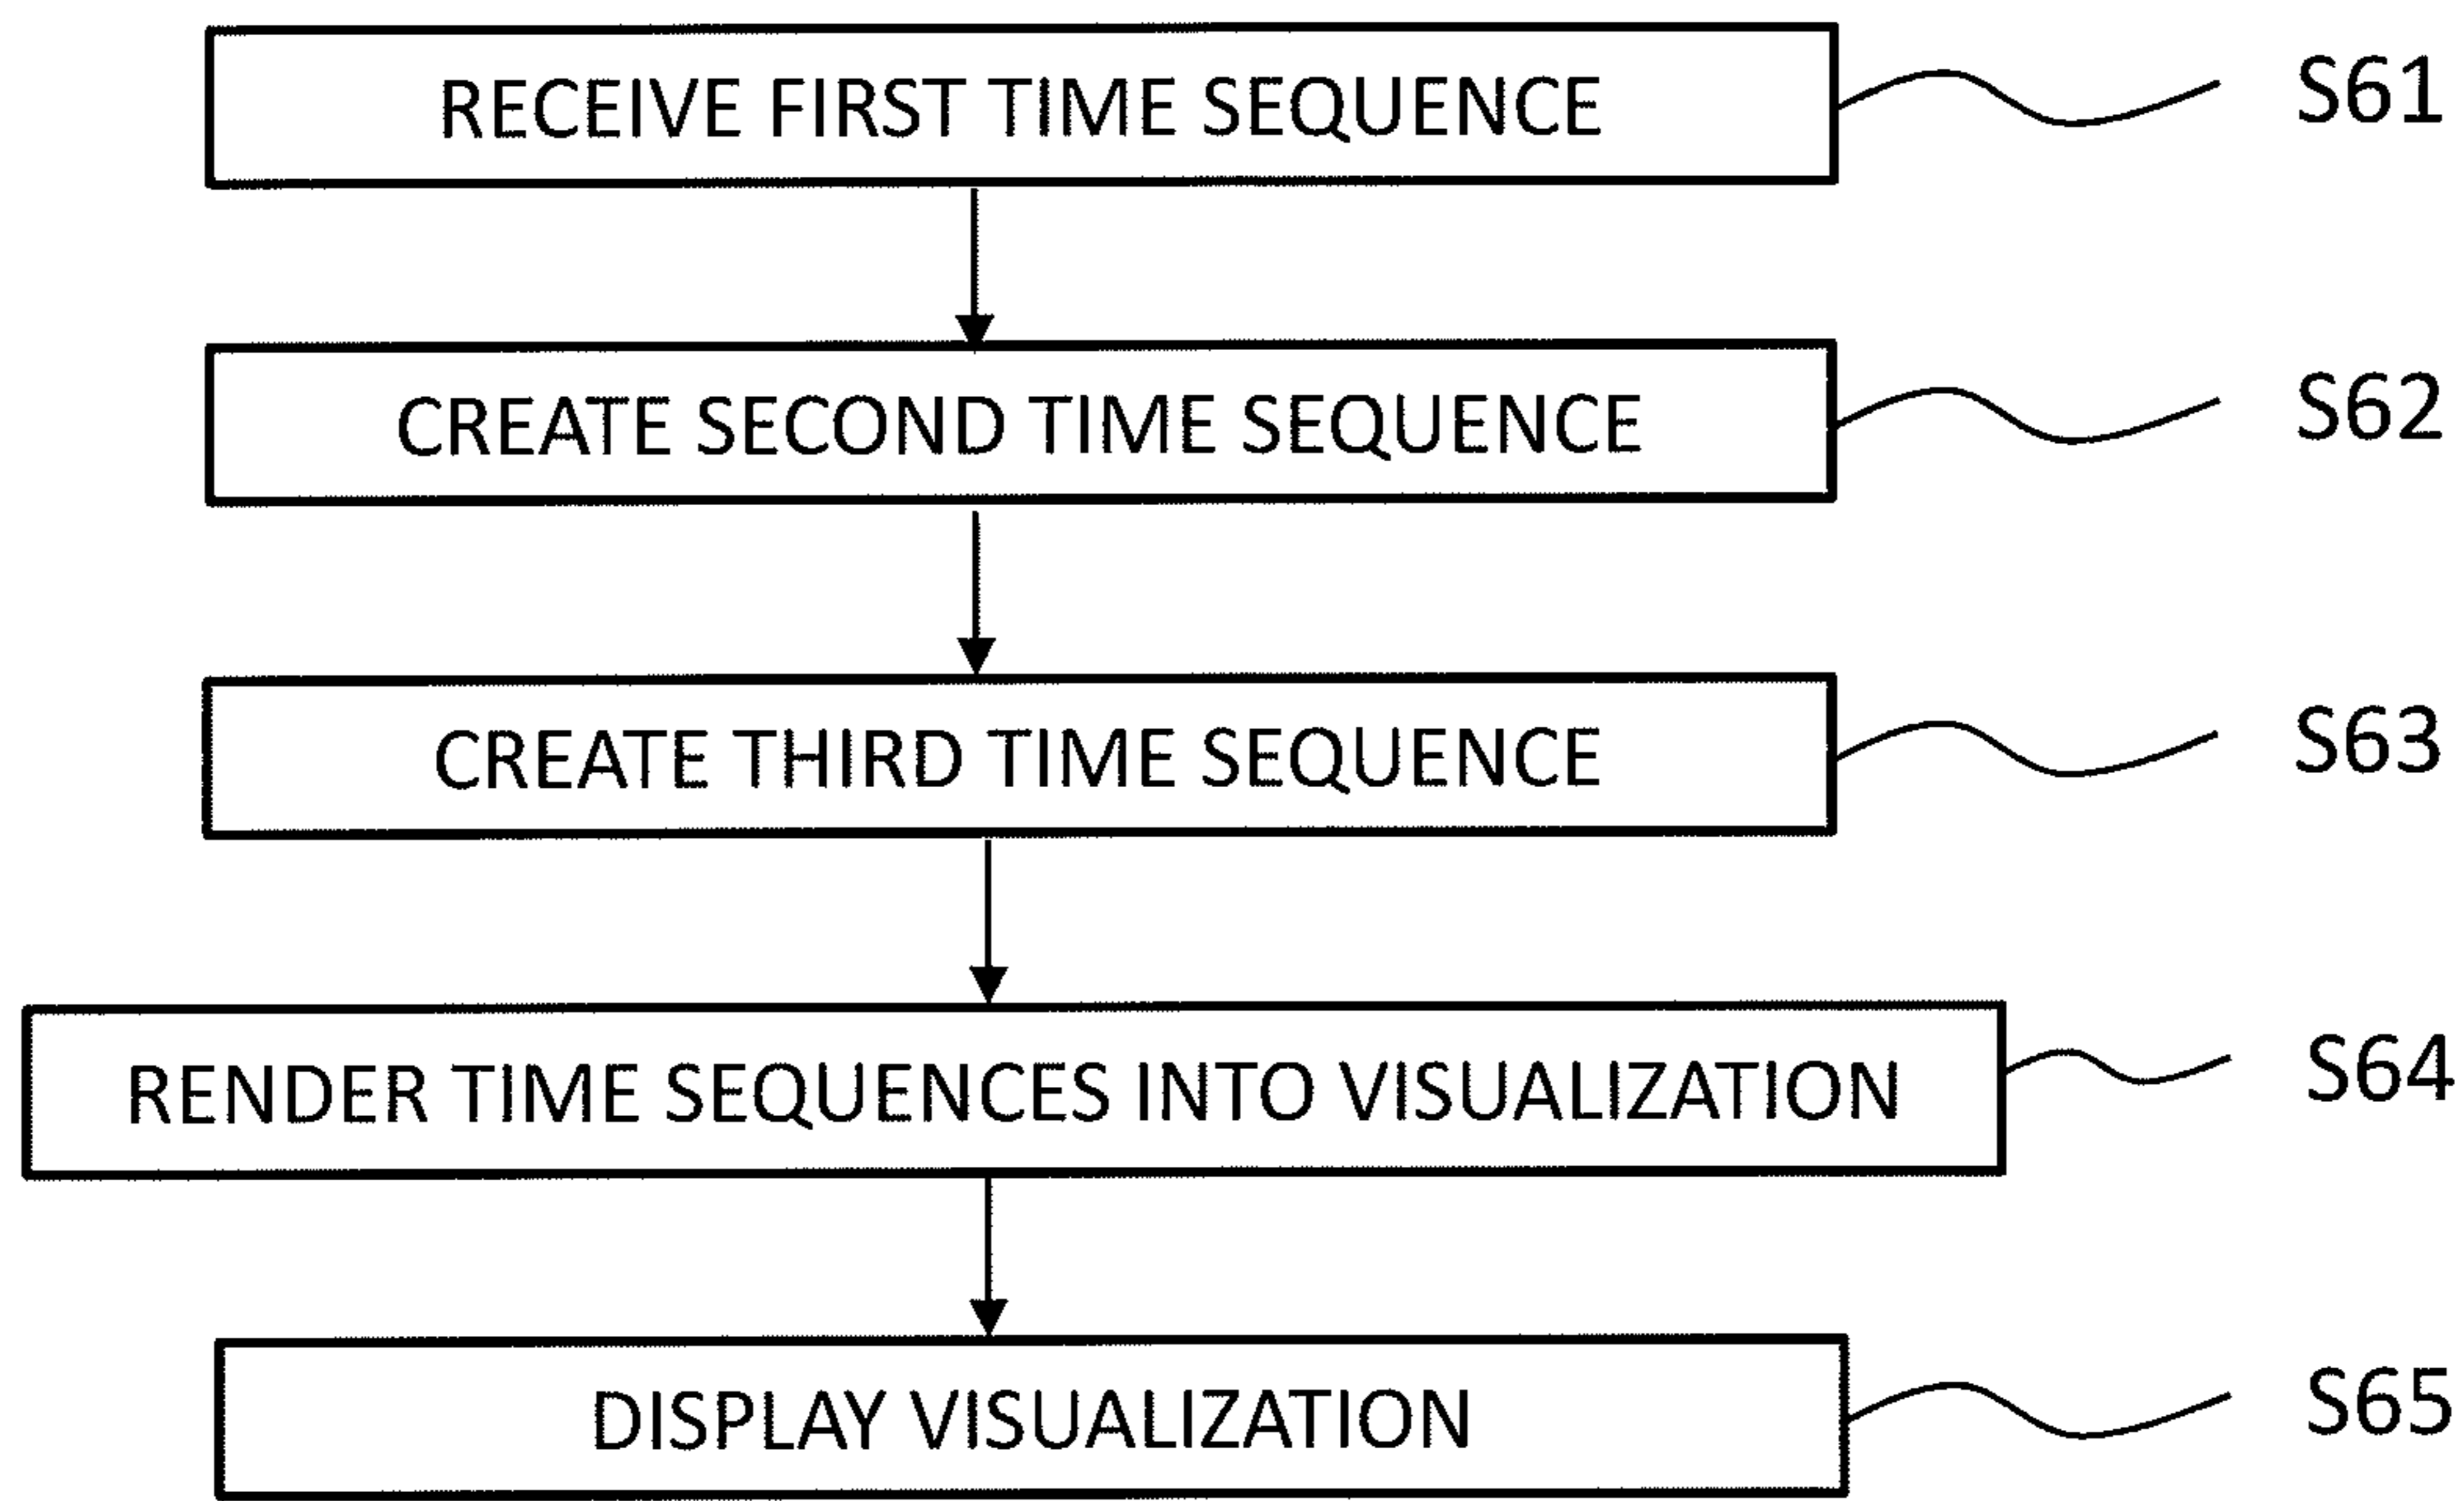 RECEIVE FIRST TIME SEQUENCE S61
CREATE SECOND TIME SEQUENCE S62
CREATE THIRD TIME SEQUENCE S63
RENDER TIME SEQUENCES INTO VISUALIZATION S64
DISPLAY VISUALIZATION S65